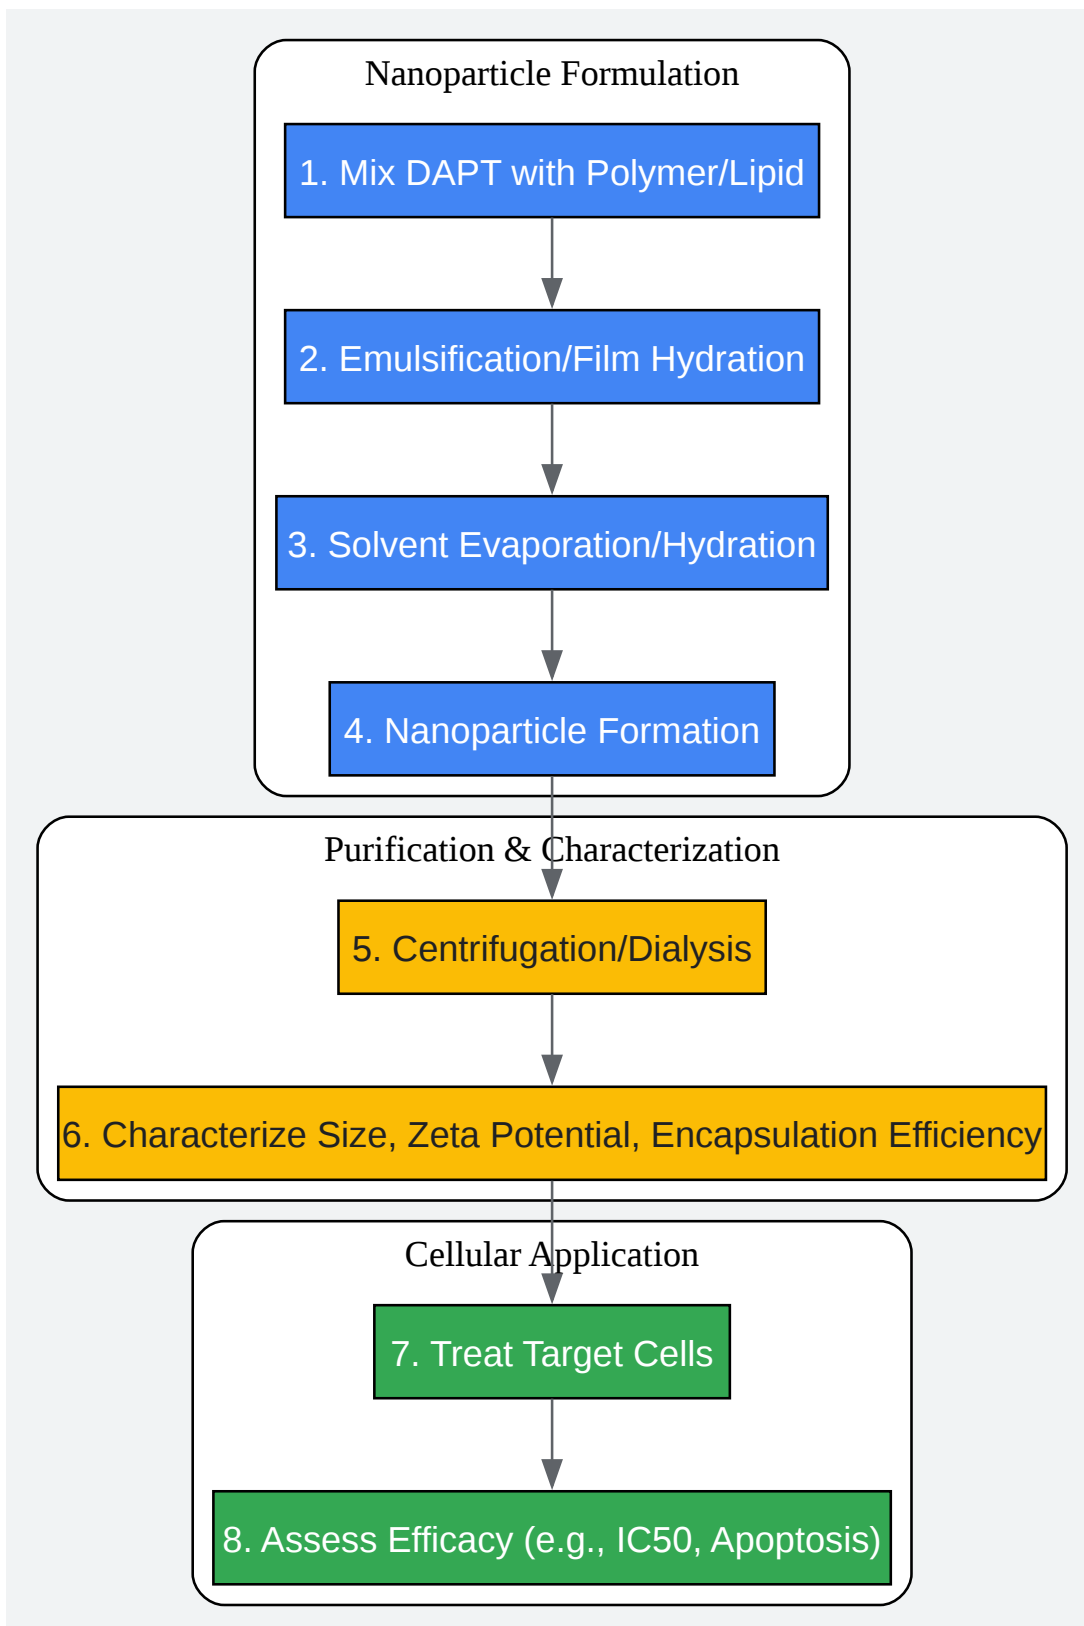 Nanoparticle Formulation
1. Mix DAPT with Polymer/Lipid
2. Emulsification/Film Hydration
3. Solvent Evaporation/Hydration
4. Nanoparticle Formation
Purification & Characterization
5. Centrifugation/Dialysis
6. Characterize Size, Zeta Potential, Encapsulation Efficiency
Cellular Application
7. Treat Target Cells
8. Assess Efficacy (e.g., IC50, Apoptosis)